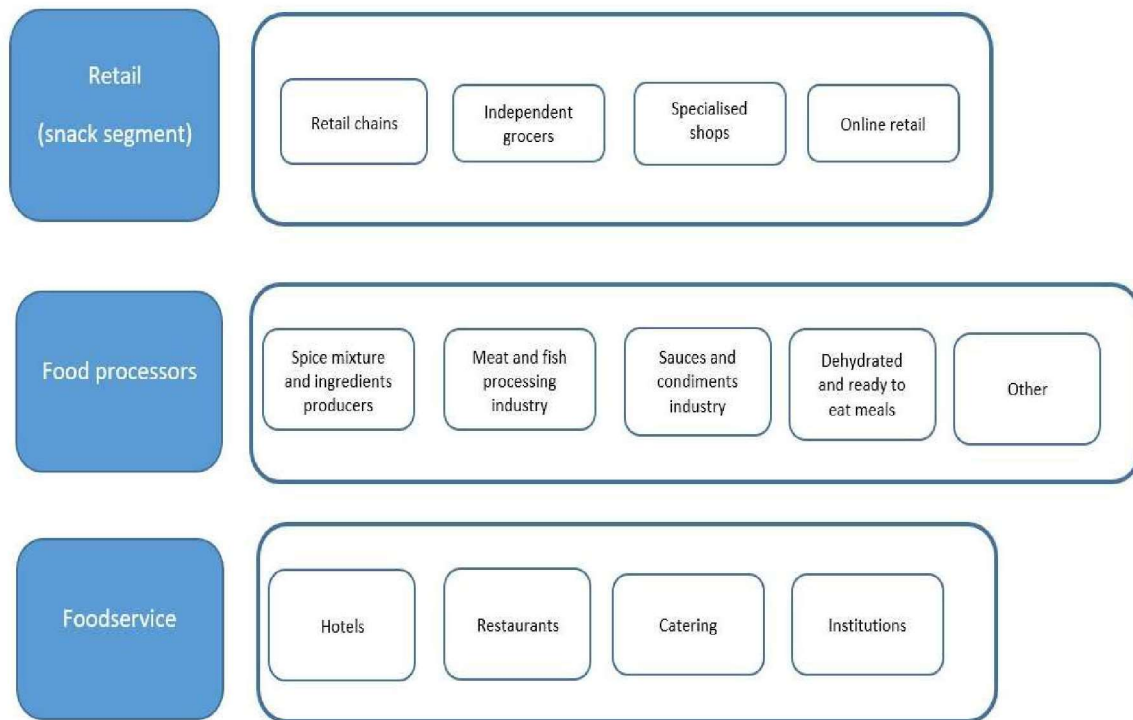 Retail
(snack segment)
Retail chains
Independent
grocers
Specialised
shops
Online retail
Food processors
Spice mixture
and ingredients
producers
Meat and fish
processing
industry
Sauces and
condiments
industry
Dehydrated
and ready to
eat meals
Other
Foodservice
Hotels
Restaurants
Catering
Institutions